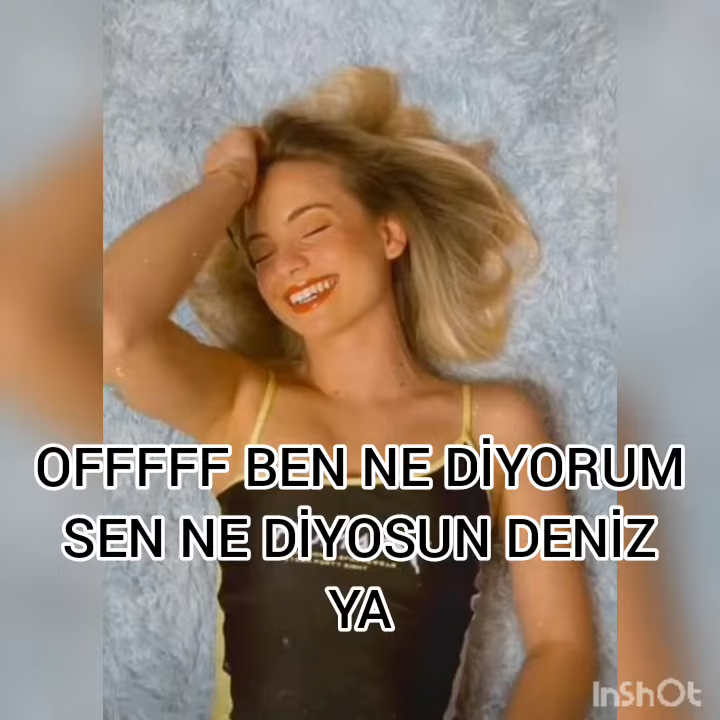 OFFFFF BEN NE DİYORUM
SEN NE DİYOSUN DENİZ
YA
InShOt